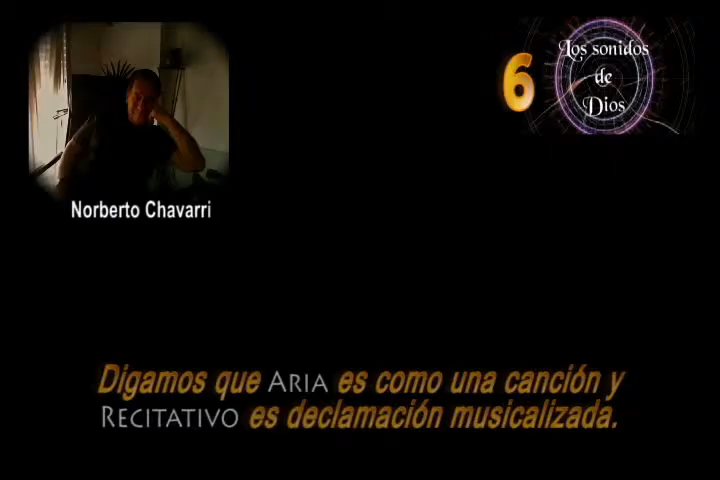 6
Los sonidos
de
Dios
Norberto Chavarri
Digamos que ARIA es como una canción y
RECITATIVO es declamación musicalizada.